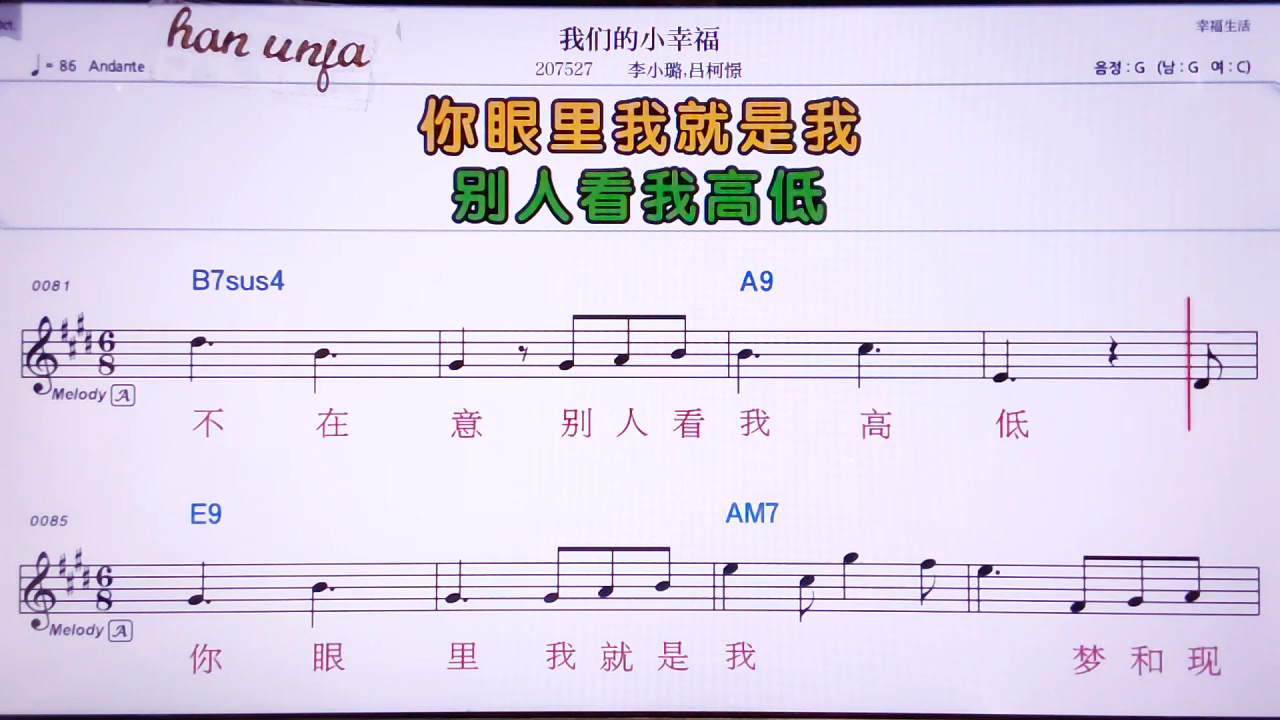 han unfa
我们的小幸福
幸福生活
♩= 86 Andante
207527 李小璐,吕柯憬
음정 : G (남 : G 여 : C)
你眼里我就是我
别人看我高低
0081
B7sus4 A9
6 8
Melody A
不 在 意 别 人 看 我 高 低
0085
E9 AM7
6 8
Melody A
你 眼 里 我 就 是 我 梦 和 现